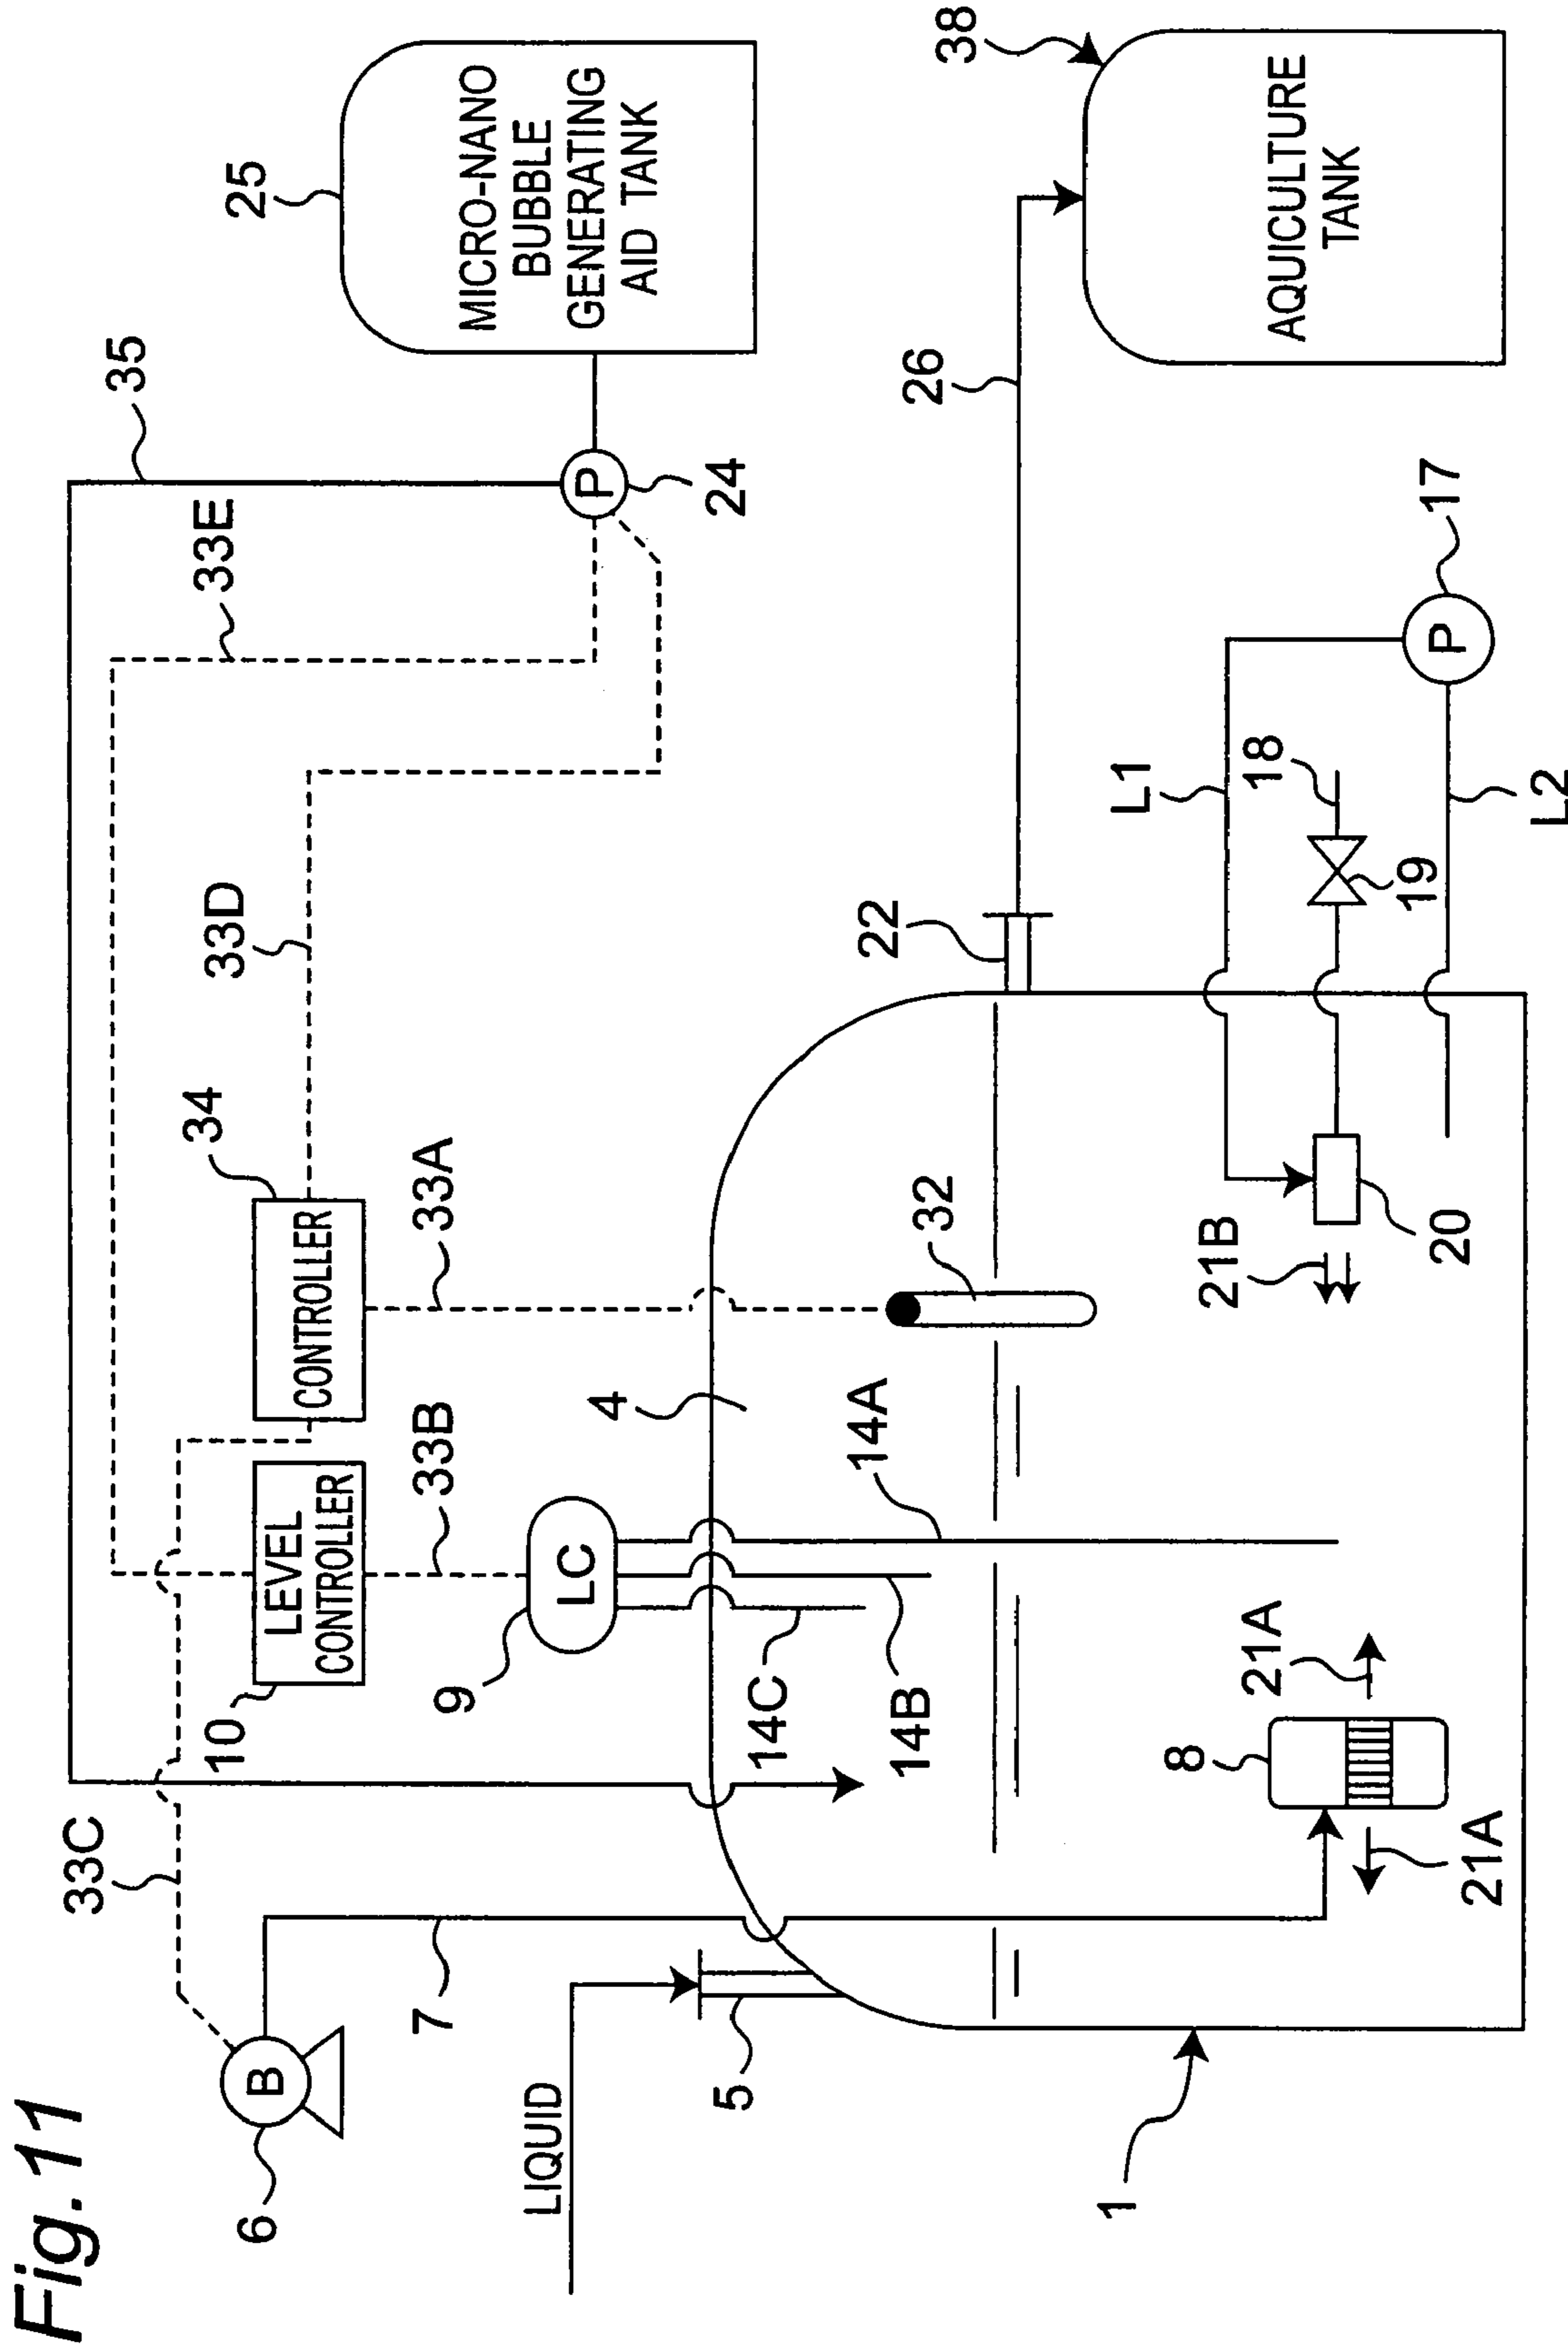 Fig.11
33C
6
B
7
LIQUID
5
1
10
LEVEL
CONTROLLER
33B
9
LC
14C
14B
14A
4
8
21A
21A
34
CONTROLLER
33A
32
33D
33E
35
22
21B
20
L1
18
19
L2
17
P
24
P
26
25
MICRO-NANO
BUBBLE
GENERATING
AID TANK
38
AQUICULTURE
TANK